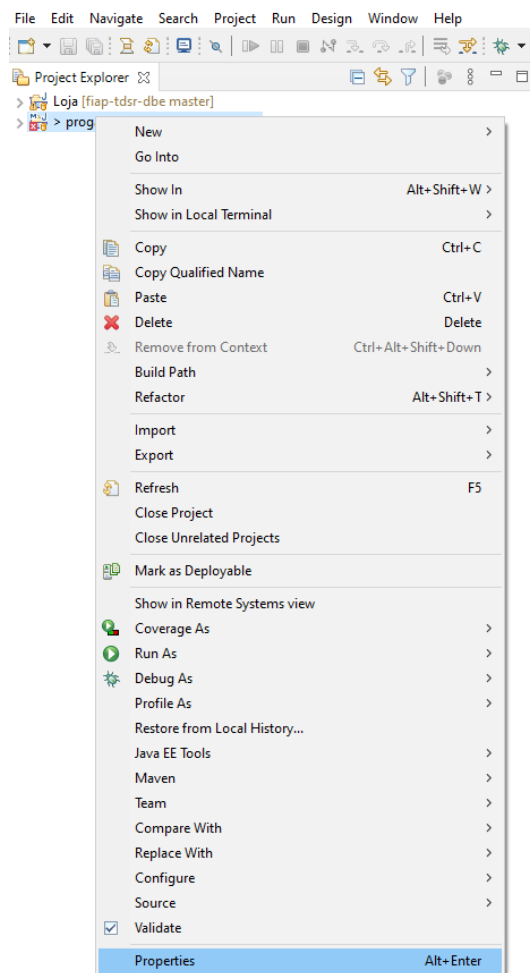 File Edit Navigate Search Project Run Design Window Help
Project Explorer
Loja [fiap-tdsr-dbe master]
> prog
New
Go Into
Show In Alt+Shift+W >
Show in Local Terminal
Copy Ctrl+C
Copy Qualified Name
Paste Ctrl+V
Delete Delete
Remove from Context Ctrl+Alt+Shift+Down
Build Path
Refactor Alt+Shift+T >
Import
Export
Refresh F5
Close Project
Close Unrelated Projects
Mark as Deployable
Show in Remote Systems view
Coverage As
Run As
Debug As
Profile As
Restore from Local History...
Java EE Tools
Maven
Team
Compare With
Replace With
Configure
Source
Validate
Properties Alt+Enter